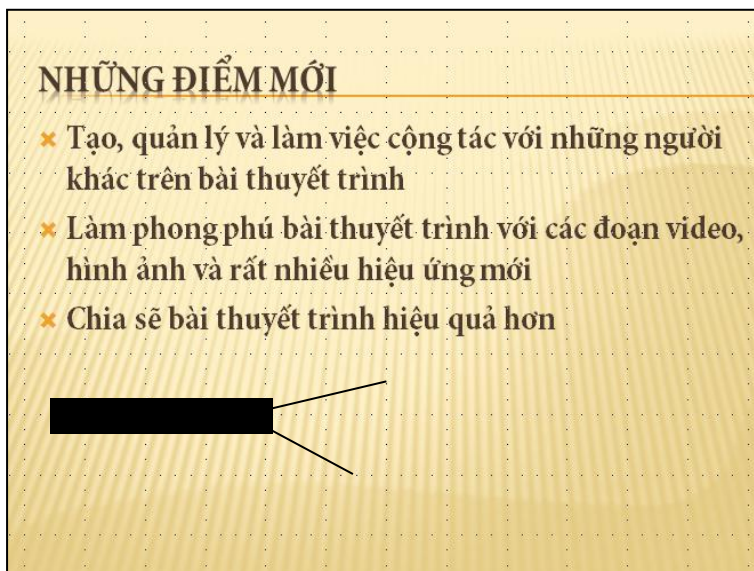 NHỮNG ĐIỂM MỚI
Tạo, quản lý và làm việc cộng tác với những người
khác trên bài thuyết trình
Làm phong phú bài thuyết trình với các đoạn video,
hình ảnh và rất nhiều hiệu ứng mới
Chia sẽ bài thuyết trình hiệu quả hơn